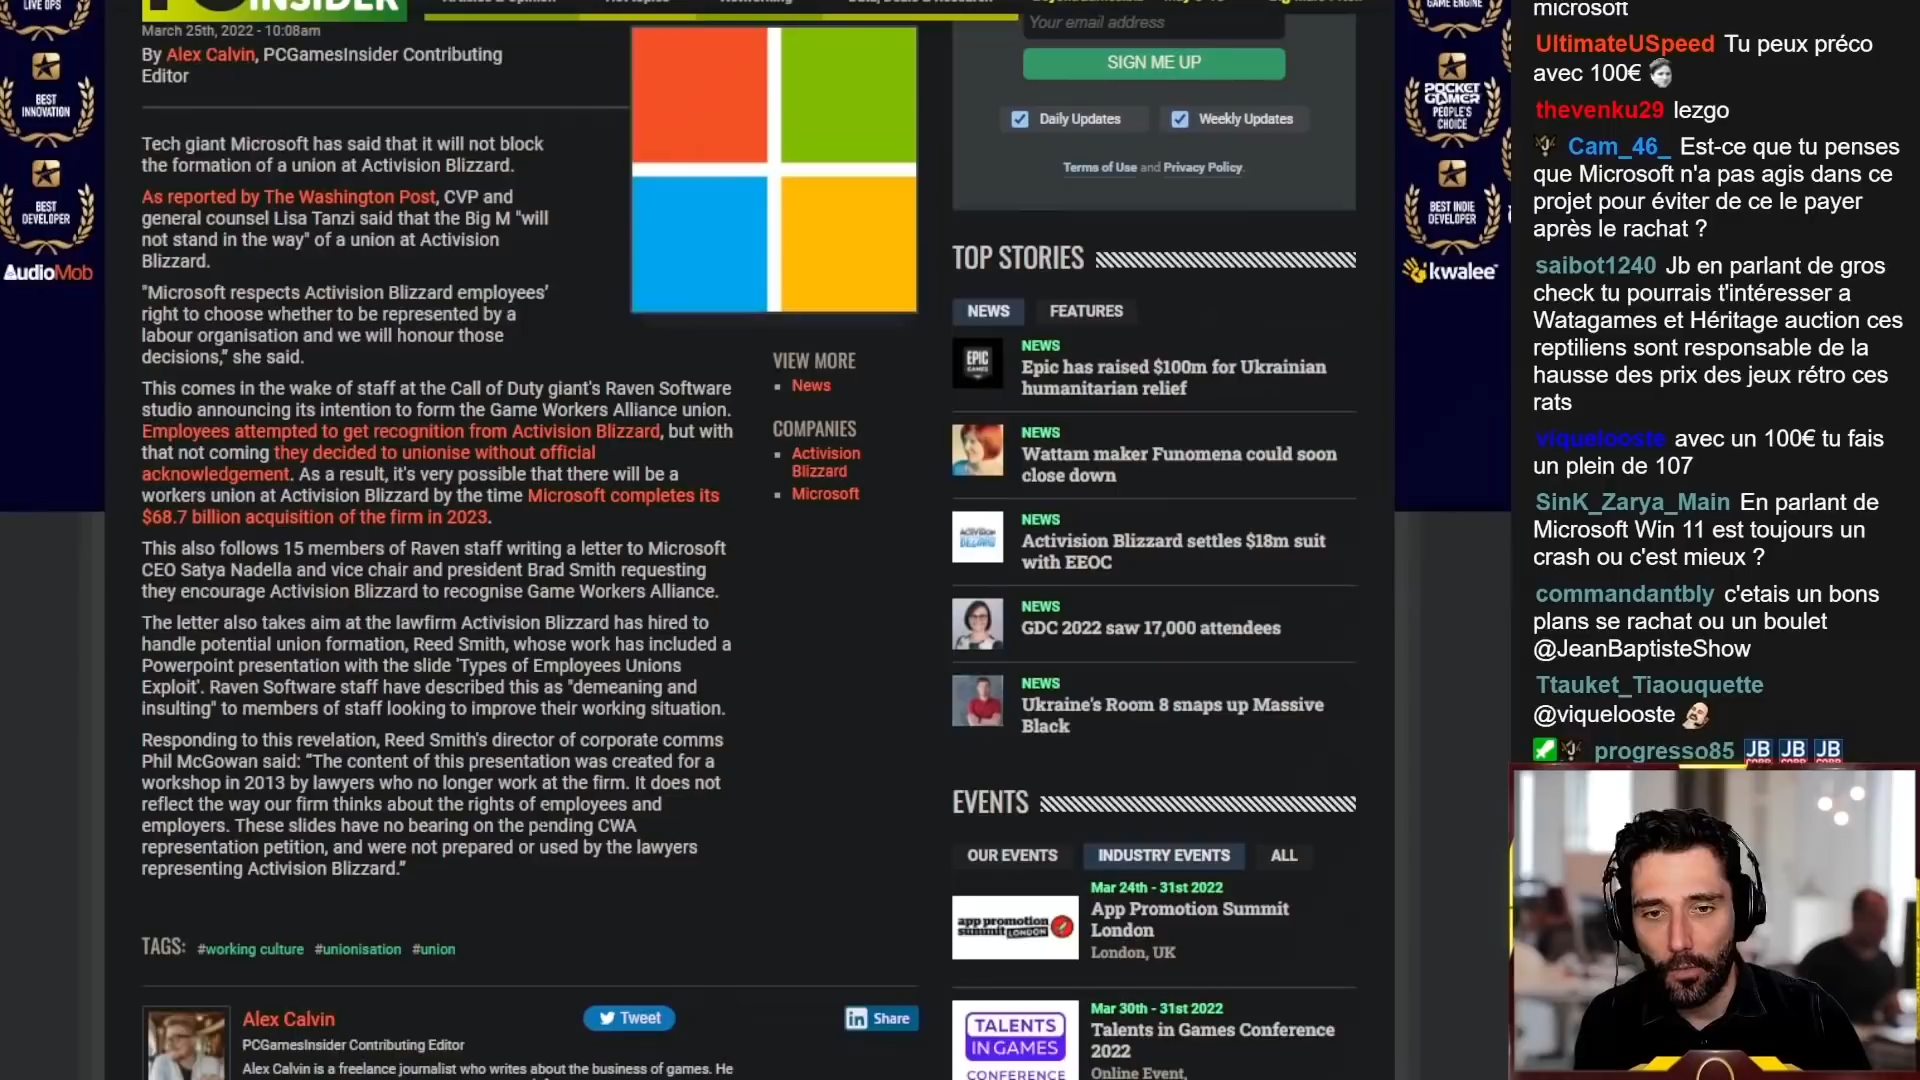 LIVE OPS
BEST
INNOVATION
BEST
DEVELOPER
AudioMob
INSIDER
March 25th, 2022 - 10:08am
By Alex Calvin, PCGamesInsider Contributing
Editor
Tech giant Microsoft has said that it will not block
the formation of a union at Activision Blizzard.
As reported by The Washington Post, CVP and
general counsel Lisa Tanzi said that the Big M "will
not stand in the way" of a union at Activision
Blizzard.
"Microsoft respects Activision Blizzard employees’
right to choose whether to be represented by a
labour organisation and we will honour those
decisions,” she said.
This comes in the wake of staff at the Call of Duty giant's Raven Software
studio announcing its intention to form the Game Workers Alliance union.
Employees attempted to get recognition from Activision Blizzard, but with
that not coming they decided to unionise without official
acknowledgement. As a result, it's very possible that there will be a
workers union at Activision Blizzard by the time Microsoft completes its
$68.7 billion acquisition of the firm in 2023.
This also follows 15 members of Raven staff writing a letter to Microsoft
CEO Satya Nadella and vice chair and president Brad Smith requesting
they encourage Activision Blizzard to recognise Game Workers Alliance.
The letter also takes aim at the lawfirm Activision Blizzard has hired to
handle potential union formation, Reed Smith, whose work has included a
Powerpoint presentation with the slide 'Types of Employees Unions
Exploit'. Raven Software staff have described this as "demeaning and
insulting" to members of staff looking to improve their working situation.
Responding to this revelation, Reed Smith's director of corporate comms
Phil McGowan said: “The content of this presentation was created for a
workshop in 2013 by lawyers who no longer work at the firm. It does not
reflect the way our firm thinks about the rights of employees and
employers. These slides have no bearing on the pending CWA
representation petition, and were not prepared or used by the lawyers
representing Activision Blizzard.”
TAGS: #working culture #unionisation #union
Alex Calvin
Tweet
Share
PCGamesInsider Contributing Editor
Alex Calvin is a freelance journalist who writes about the business of games. He
VIEW MORE
News
COMPANIES
Activision
Blizzard
Microsoft
Your email address
SIGN ME UP
Daily Updates
Weekly Updates
Terms of Use and Privacy Policy.
TOP STORIES
NEWS
FEATURES
EPIC
GAMES
NEWS
Epic has raised $100m for Ukrainian
humanitarian relief
NEWS
Wattam maker Funomena could soon
close down
ACTIVISION
BLIZZARD
NEWS
Activision Blizzard settles $18m suit
with EEOC
NEWS
GDC 2022 saw 17,000 attendees
NEWS
Ukraine's Room 8 snaps up Massive
Black
EVENTS
OUR EVENTS
INDUSTRY EVENTS
ALL
app promotion
summit LONDON
Mar 24th - 31st 2022
App Promotion Summit
London
London, UK
TALENTS
IN GAMES
CONFERENCE
Mar 30th - 31st 2022
Talents in Games Conference
2022
Online Event,
GAME ENGINE
POCKET
GAMER
PEOPLE'S
CHOICE
BEST INDIE
DEVELOPER
kwalee
microsoft
UltimateUSpeed Tu peux préco
avec 100€
thevenku29 lezgo
Cam_46_ Est-ce que tu penses
que Microsoft n'a pas agis dans ce
projet pour éviter de ce le payer
après le rachat ?
saibot1240 Jb en parlant de gros
check tu pourrais t'intéresser a
Watagames et Héritage auction ces
reptiliens sont responsable de la
hausse des prix des jeux rétro ces
rats
viquelooste avec un 100€ tu fais
un plein de 107
SinK_Zarya_Main En parlant de
Microsoft Win 11 est toujours un
crash ou c'est mieux ?
commandantbly c'etais un bons
plans se rachat ou un boulet
@JeanBaptisteShow
Ttauket_Tiaouquette
@viquelooste
progresso85 JB JB JB